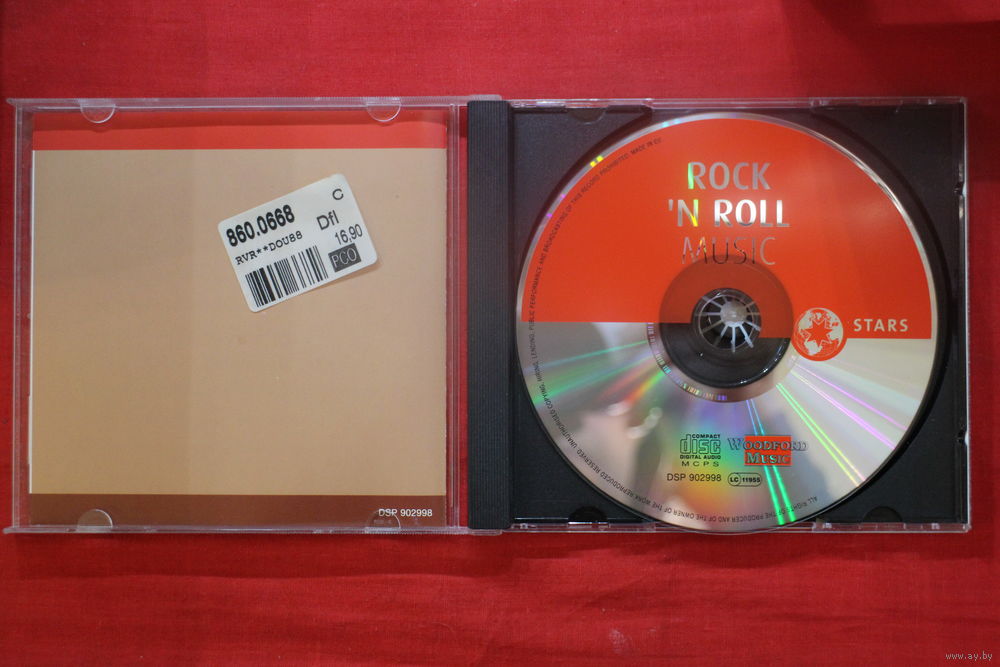 C
860.0668
Dfl
RVR**DOU88
16,90
PCO
DSP 902998
ROCK
'N ROLL
MUSIC
STARS
COMPACT
disc
DIGITAL AUDIO
MCPS
WOODFORD
MUSIC
DSP 902998
LC 11955
ALL RIGHTS OF THE PRODUCER AND OF THE OWNER OF THE WORK REPRODUCED RESERVED. UNAUTHORISED COPYING, HIRING, LENDING, PUBLIC PERFORMANCE AND BROADCASTING OF THIS RECORD PROHIBITED. MADE IN EC.
www.ay.by